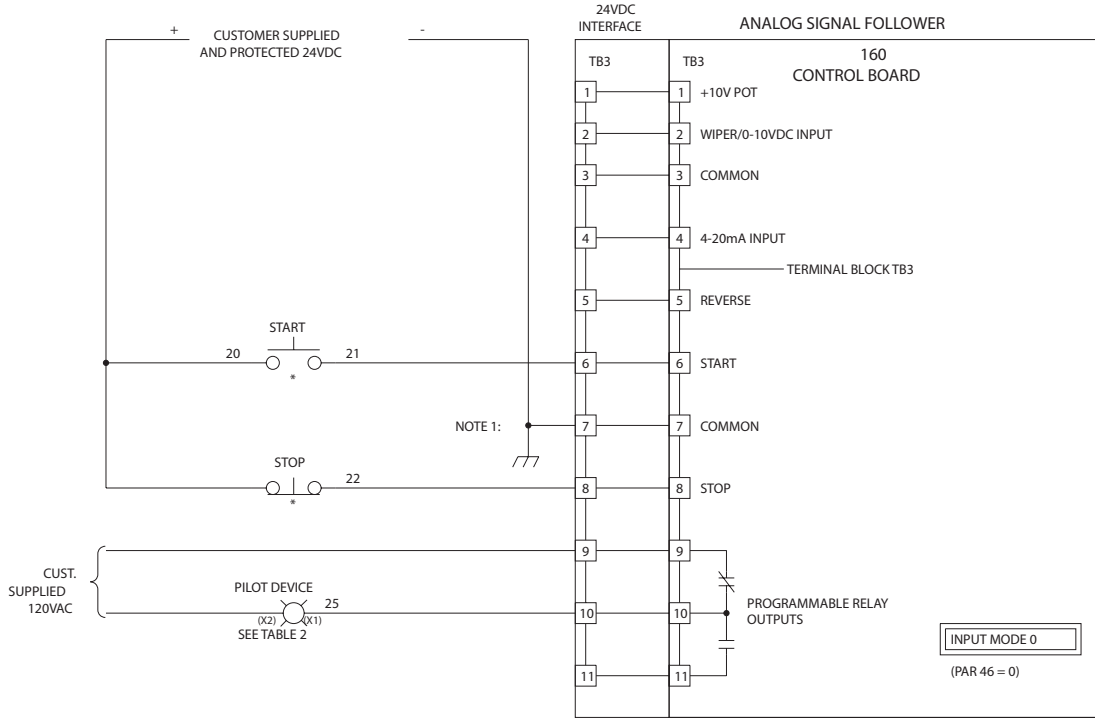 24VDC
INTERFACE
ANALOG SIGNAL FOLLOWER
+
CUSTOMER SUPPLIED
AND PROTECTED 24VDC
-
TB3
TB3
160
CONTROL BOARD
1
1
+10V POT
2
2
WIPER/0-10VDC INPUT
3
3
COMMON
4
4
4-20mA INPUT
TERMINAL BLOCK TB3
5
5
REVERSE
START
20
21
*
6
6
START
NOTE 1:
7
7
COMMON
STOP
22
*
8
8
STOP
9
9
CUST.
SUPPLIED
120VAC
PILOT DEVICE
25
(X2)
(X1)
SEE TABLE 2
10
10
PROGRAMMABLE RELAY
OUTPUTS
11
11
INPUT MODE 0
(PAR 46 = 0)